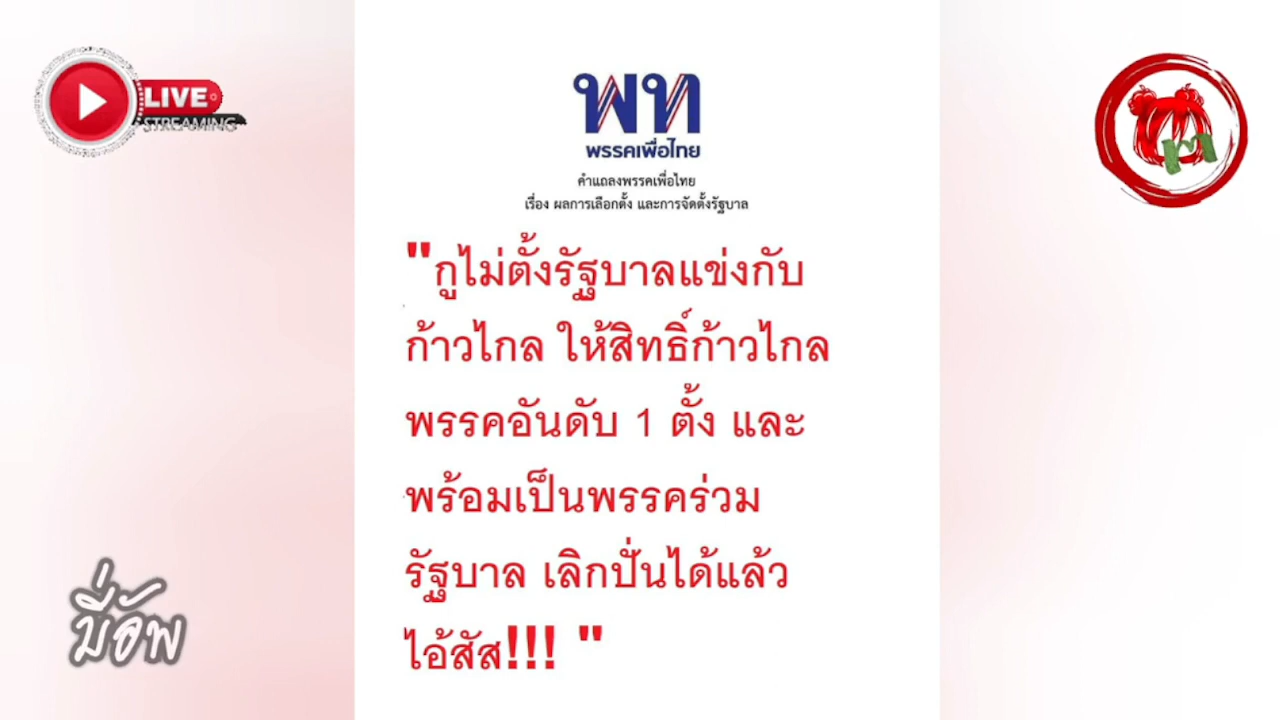 LIVE
STREAMING
พท
พรรคเพื่อไทย
คำแถลงพรรคเพื่อไทย
เรื่อง ผลการเลือกตั้ง และการจัดตั้งรัฐบาล
"กูไม่ตั้งรัฐบาลแข่งกับ
ก้าวไกล ให้สิทธิ์ก้าวไกล
พรรคอันดับ 1 ตั้ง และ
พร้อมเป็นพรรคร่วม
รัฐบาล เลิกปั่นได้แล้ว
ไอ้สัส!!! "